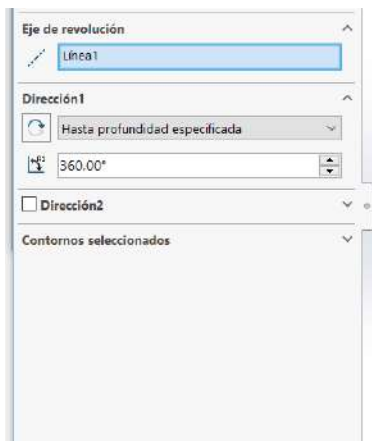 Eje de revolución
Línea1
Dirección1
Hasta profundidad especificada
360.00°
Dirección2
Contornos seleccionados